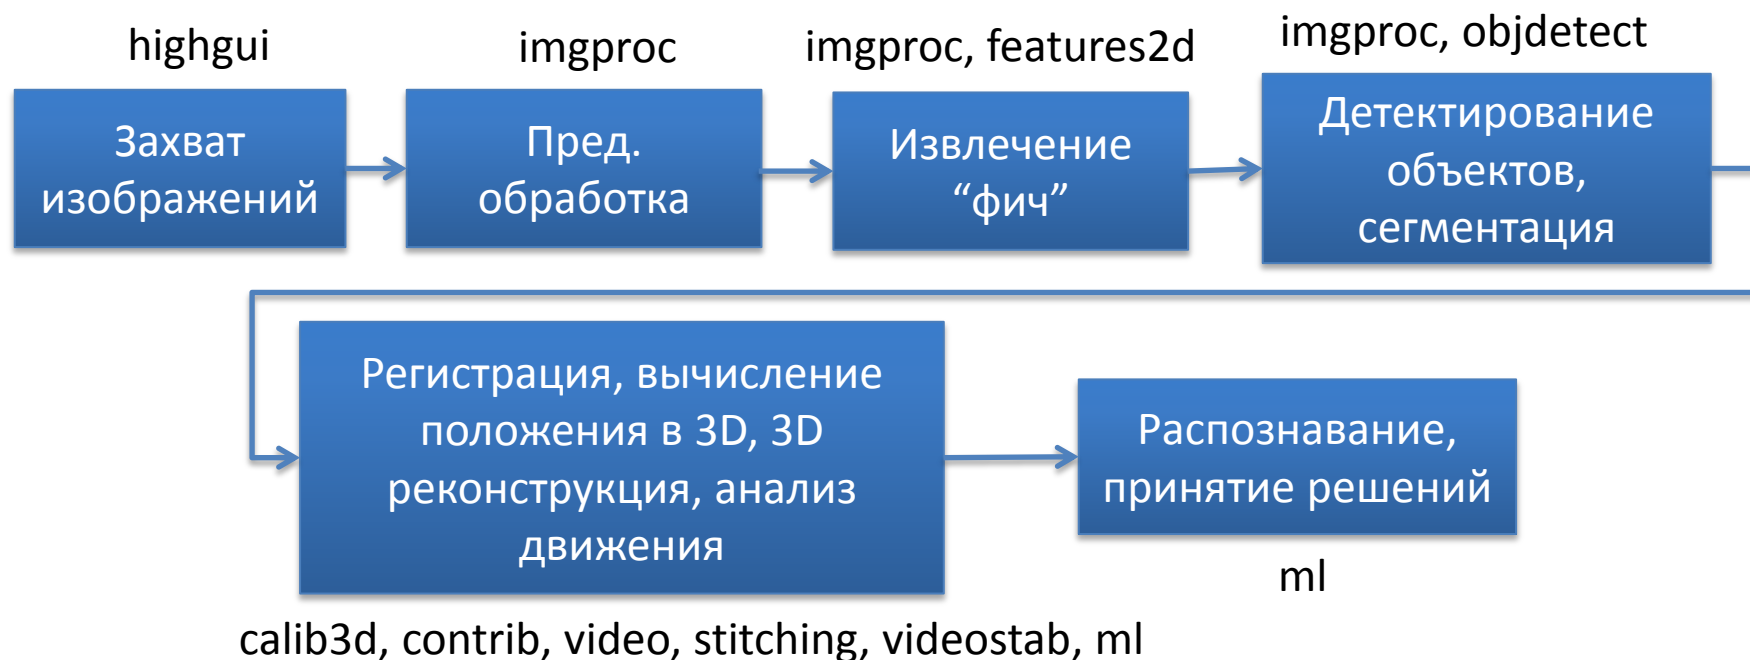 highgui
imgproc
imgproc, features2d
imgproc, objdetect
Захват
изображений
Пред.
обработка
Извлечение
“фич”
Детектирование
объектов,
сегментация
Регистрация, вычисление
положения в 3D, 3D
реконструкция, анализ
движения
Распознавание,
принятие решений
ml
calib3d, contrib, video, stitching, videostab, ml